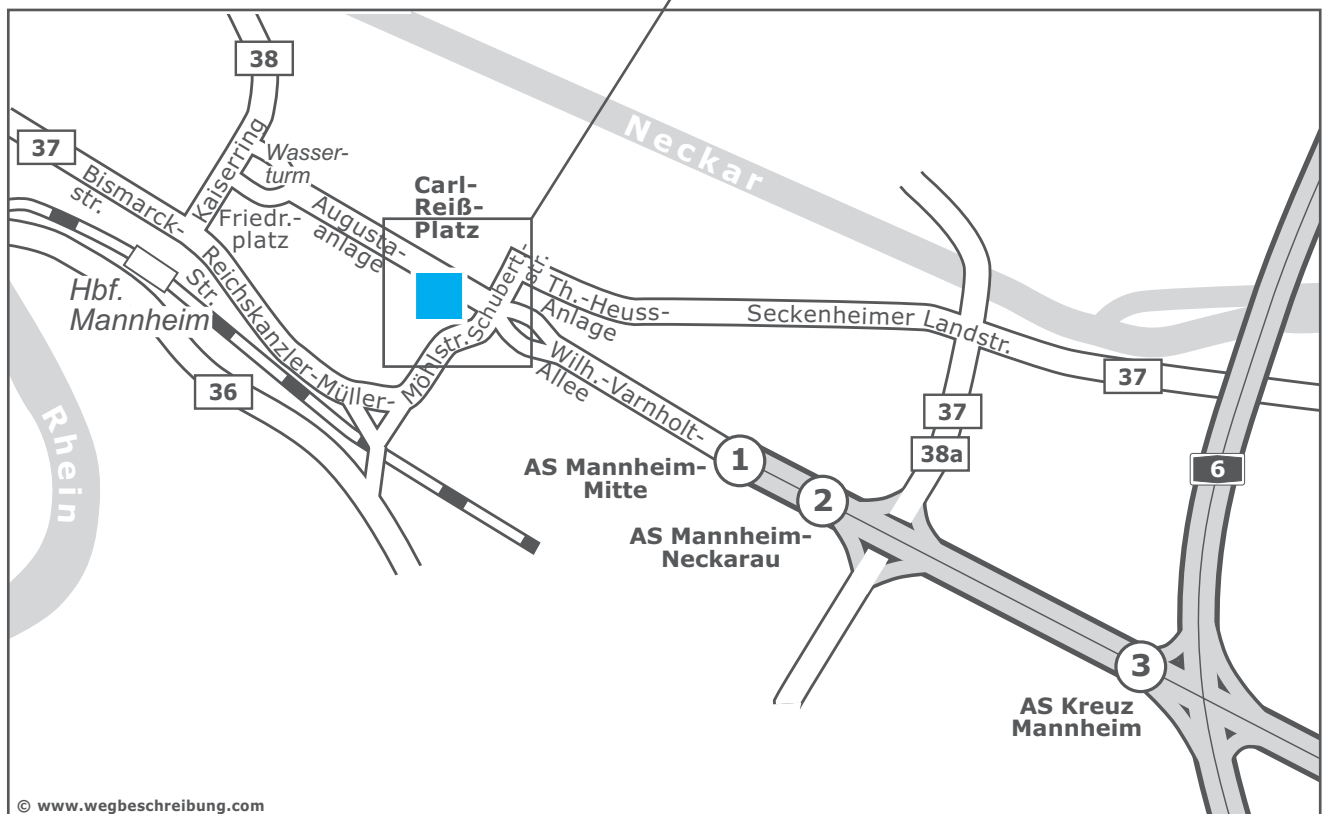 38
37
Bismarck-
str.
Kaiserring
Wasser-
turm
Friedr.-
platz
Augusta-
anlage
Carl-
Reiß-
Platz
Neckar
Hbf.
Mannheim
Reichskanzler-Müller-
Str.
Möhlstr.
Schubert-
str.
Th.-Heuss-
Anlage
Seckenheimer Landstr.
Wilh.-Varnholt-
Allee
36
Rhein
37
37
38a
6
1
AS Mannheim-
Mitte
2
AS Mannheim-
Neckarau
3
AS Kreuz
Mannheim
© www.wegbeschreibung.com